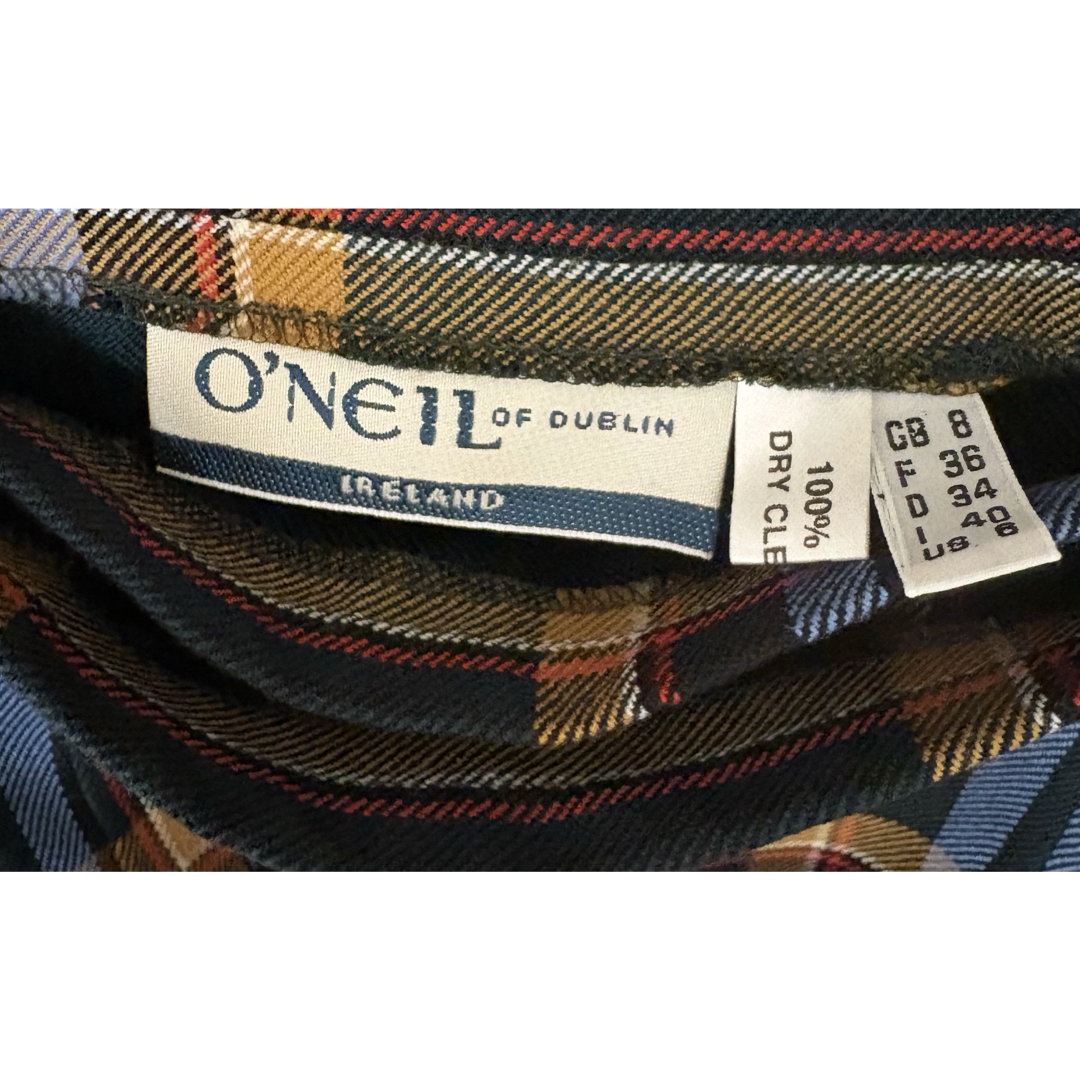 O'NEIL OF DUBLIN
IRELAND
100%
DRY CLE
GB 8
F 36
D 34
I 40
US 6